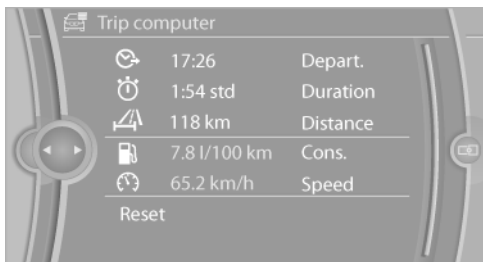 Trip computer
17:26 Depart.
1:54 std Duration
118 km Distance
7.8 l/100 km Cons.
65.2 km/h Speed
Reset